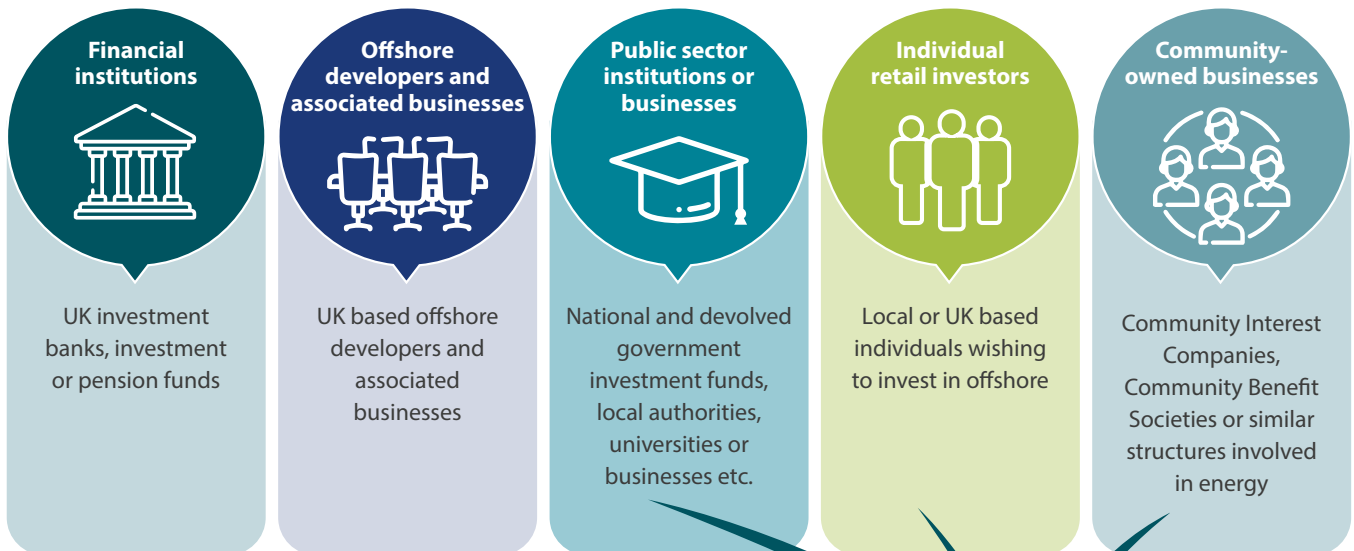 Financial
institutions
UK investment
banks, investment
or pension funds
Offshore
developers and
associated businesses
UK based offshore
developers and
associated
businesses
Public sector
institutions or
businesses
National and devolved
government
investment funds,
local authorities,
universities or
businesses etc.
Individual
retail investors
Local or UK based
individuals wishing
to invest in offshore
Community-
owned businesses
Community Interest
Companies,
Community Benefit
Societies or similar
structures involved
in energy